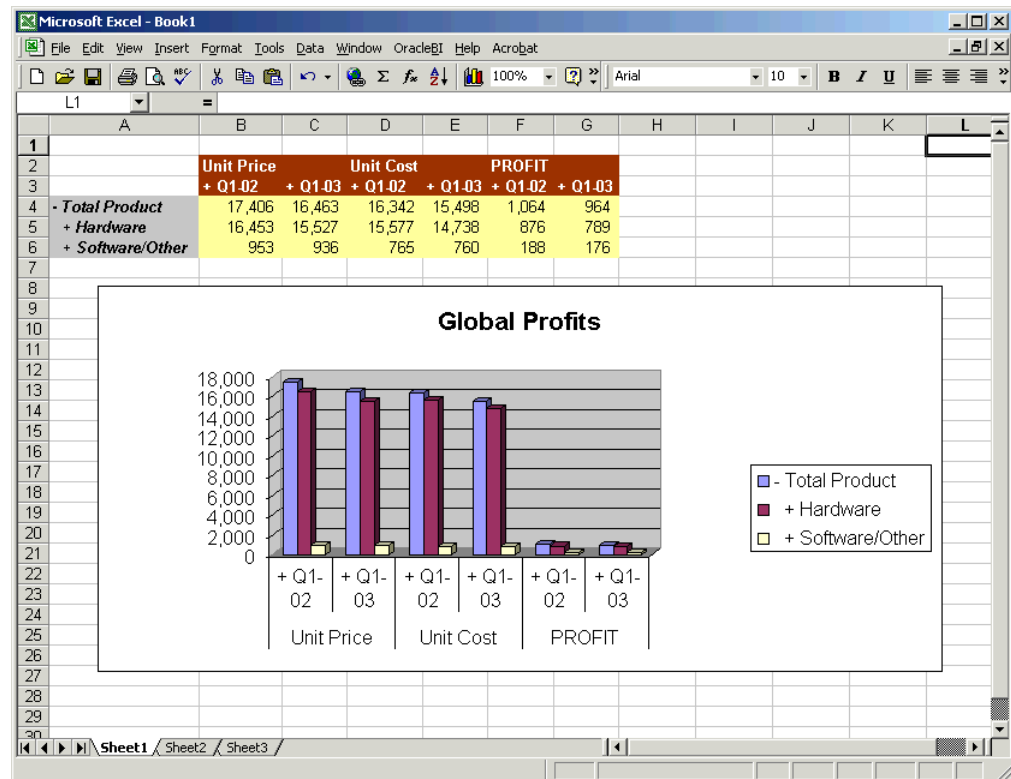 Microsoft Excel - Book1
File Edit View Insert Format Tools Data Window OracleBI Help Acrobat
100% Arial 10 B I U
L1 =
A B C D E F G H I J K L
1
2 Unit Price Unit Cost PROFIT
3 + Q1-02 + Q1-03 + Q1-02 + Q1-03 + Q1-02 + Q1-03
4 - Total Product 17,406 16,463 16,342 15,498 1,064 964
5 + Hardware 16,453 15,527 15,577 14,738 876 789
6 + Software/Other 953 936 765 760 188 176
7
8
9
10
11
12
13
14
15
16
17
18
19
20
21
22
23
24
25
26
27
28
29
30
Global Profits
18,000
16,000
14,000
12,000
10,000
8,000
6,000
4,000
2,000
0
+ Q1-02 + Q1-03 + Q1-02 + Q1-03 + Q1-02 + Q1-03
Unit Price Unit Cost PROFIT
- Total Product
+ Hardware
+ Software/Other
Sheet1 Sheet2 Sheet3